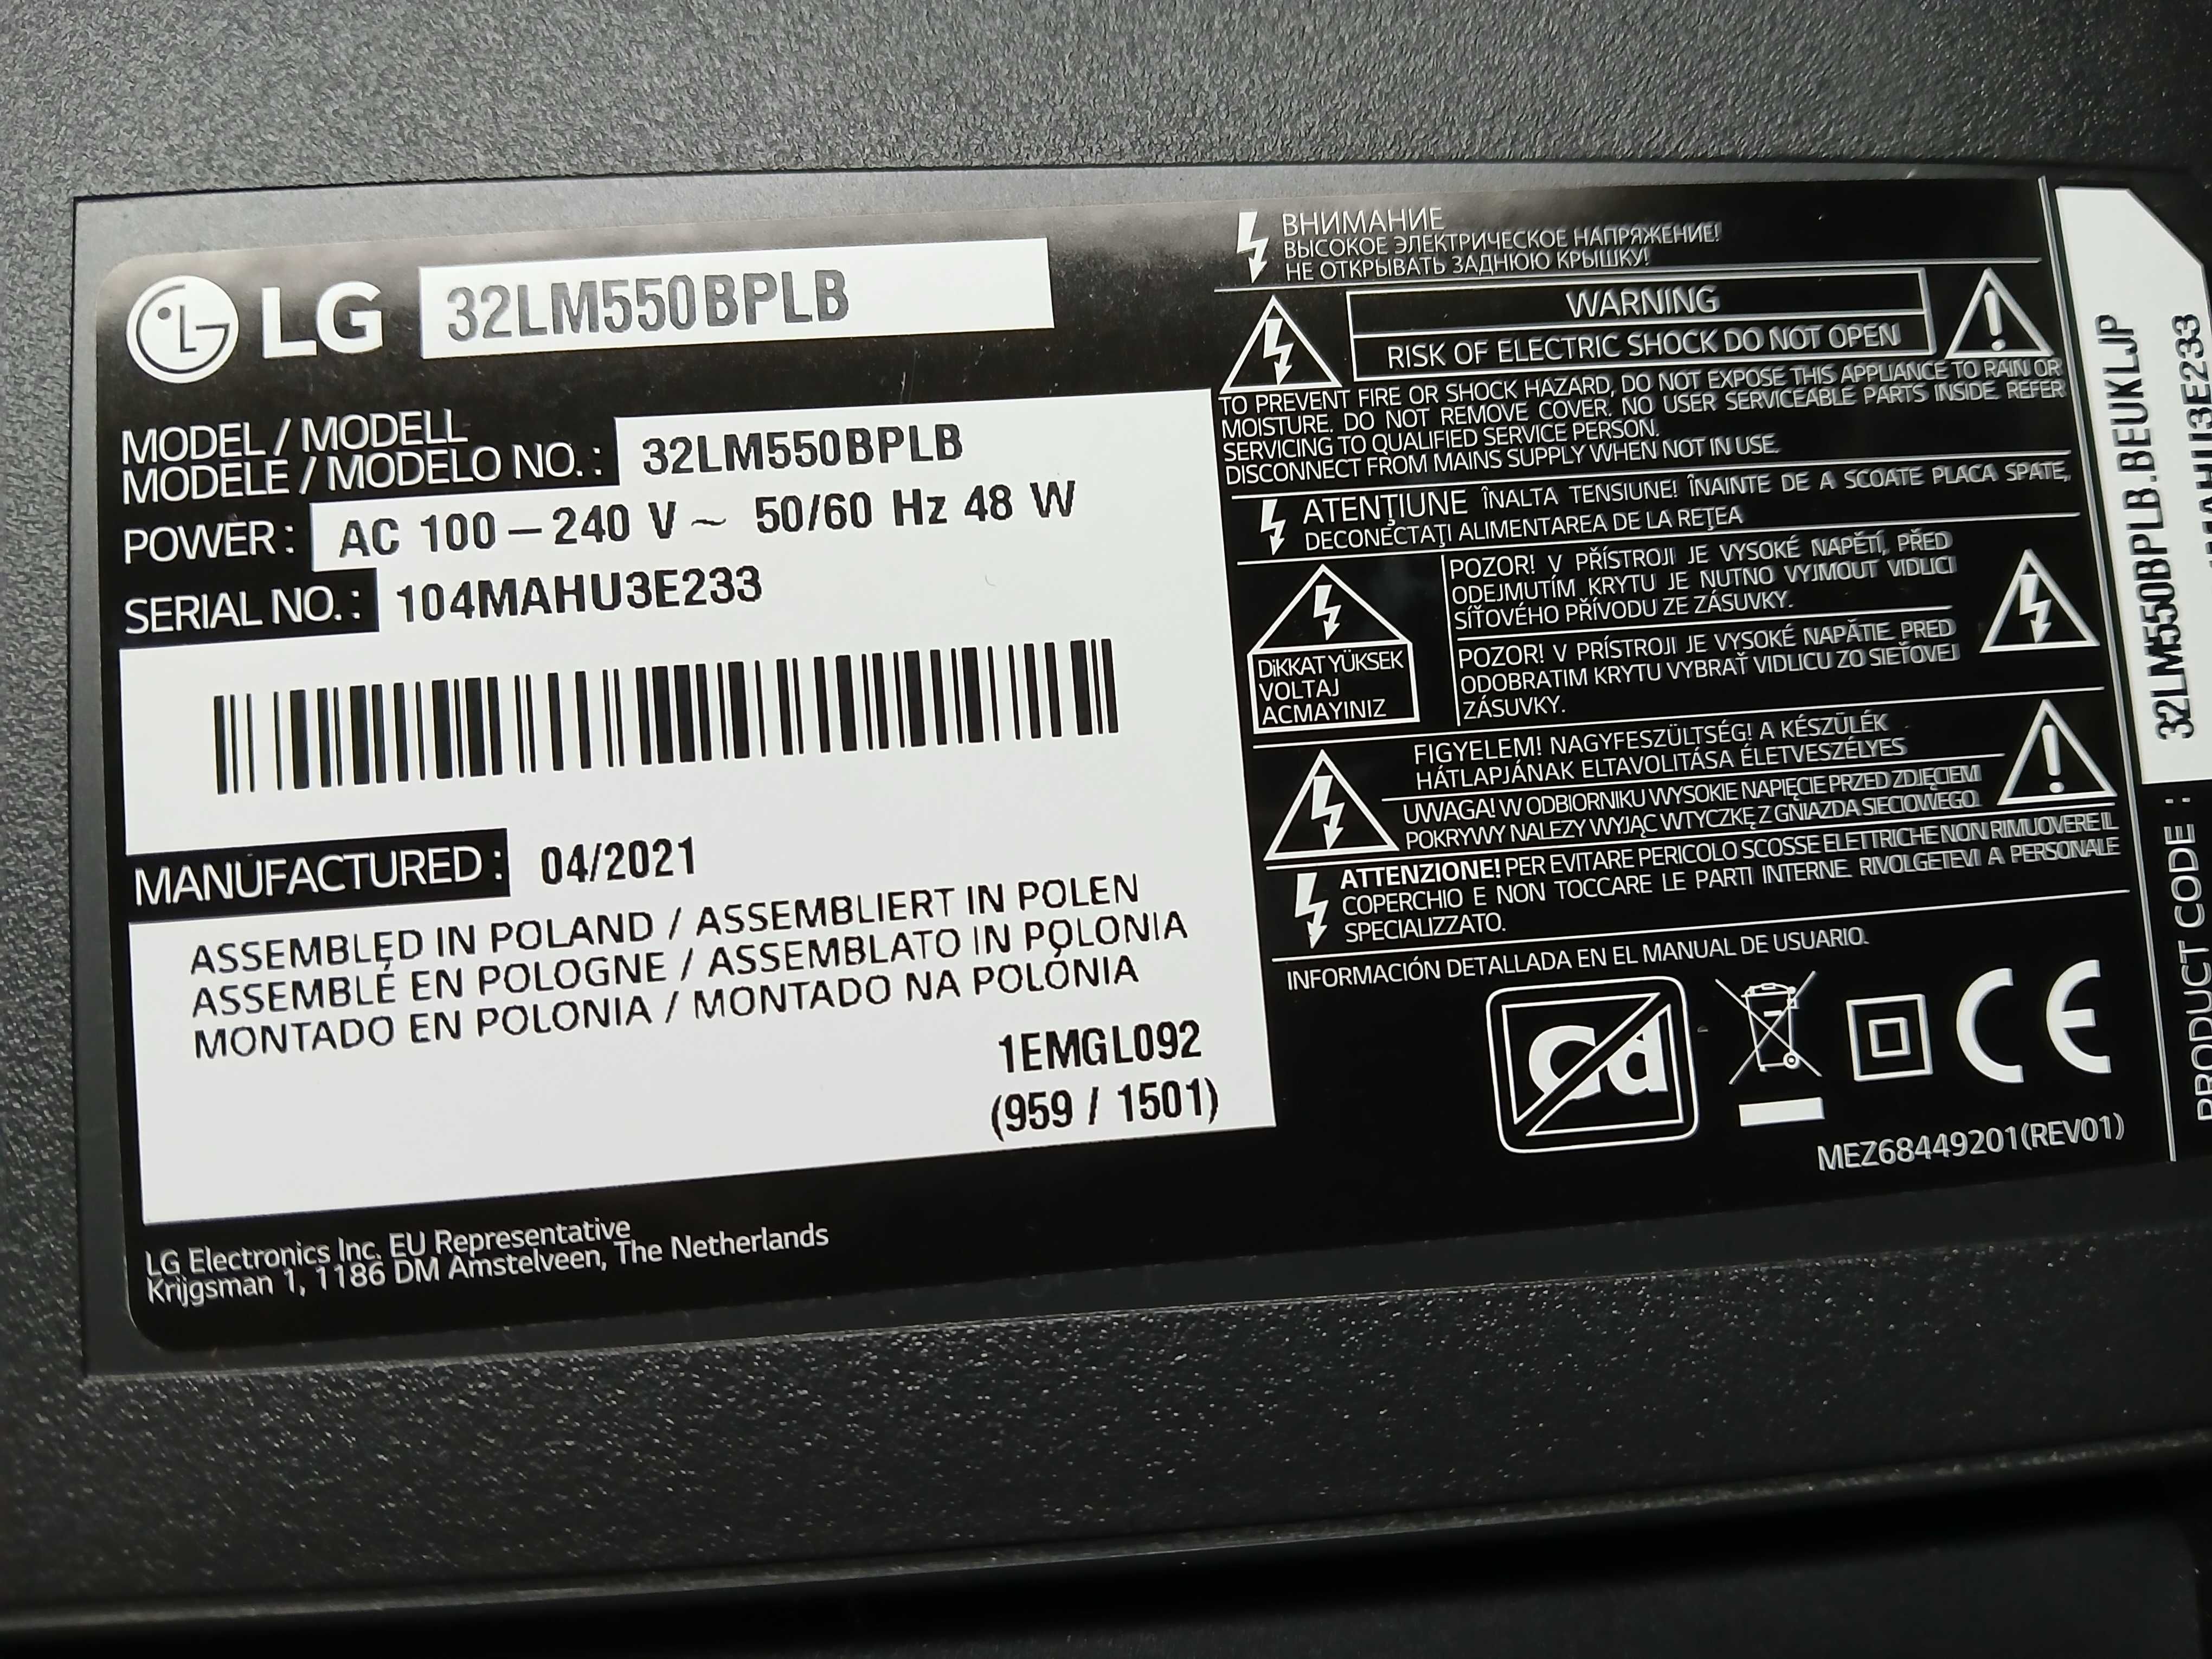 LG 32LM550BPLB
MODEL / MODELL
MODELE / MODELO NO. : 32LM550BPLB
POWER : AC 100 – 240 V ~ 50/60 Hz 48 W
SERIAL NO. : 104MAHU3E233
MANUFACTURED : 04/2021
ASSEMBLED IN POLAND / ASSEMBLIERT IN POLEN
ASSEMBLÉ EN POLOGNE / ASSEMBLATO IN POLONIA
MONTADO EN POLONIA / MONTADO NA POLÓNIA
1EMGL092
(959 / 1501)
LG Electronics Inc. EU Representative
Krijgsman 1, 1186 DM Amstelveen, The Netherlands
ВНИМАНИЕ
ВЫСОКОЕ ЭЛЕКТРИЧЕСКОЕ НАПРЯЖЕНИЕ!
НЕ ОТКРЫВАТЬ ЗАДНЮЮ КРЫШКУ!
WARNING
RISK OF ELECTRIC SHOCK DO NOT OPEN
TO PREVENT FIRE OR SHOCK HAZARD, DO NOT EXPOSE THIS APPLIANCE TO RAIN OR
MOISTURE. DO NOT REMOVE COVER. NO USER SERVICEABLE PARTS INSIDE. REFER
SERVICING TO QUALIFIED SERVICE PERSON.
DISCONNECT FROM MAINS SUPPLY WHEN NOT IN USE.
ATENŢIUNE ÎNALTA TENSIUNE! ÎNAINTE DE A SCOATE PLACA SPATE,
DECONECTAŢI ALIMENTAREA DE LA REŢEA
DiKKAT YÜKSEK
VOLTAJ
ACMAYINIZ
POZOR! V PŘÍSTROJI JE VYSOKÉ NAPĚTÍ, PŘED
ODEJMUTÍM KRYTU JE NUTNO VYJMOUT VIDLICI
SÍŤOVÉHO PŘÍVODU ZE ZÁSUVKY.
POZOR! V PRÍSTROJI JE VYSOKÉ NAPÄTIE PRED
ODOBRATIM KRYTU VYBRAŤ VIDLICU ZO SIEŤOVEJ
ZÁSUVKY.
FIGYELEM! NAGYFESZÜLTSÉG! A KÉSZÜLÉK
HÁTLAPJÁNAK ELTAVOLITÁSA ÉLETVESZÉLYES
UWAGA! W ODBIORNIKU WYSOKIE NAPIĘCIE PRZED ZDJĘCIEM
POKRYWY NALEZY WYJĄC WTYCZKĘ Z GNIAZDA SIECIOWEGO.
ATTENZIONE! PER EVITARE PERICOLO SCOSSE ELETTRICHE NON RIMUOVERE IL
COPERCHIO E NON TOCCARE LE PARTI INTERNE. RIVOLGETEVI A PERSONALE
SPECIALIZZATO.
INFORMACIÓN DETALLADA EN EL MANUAL DE USUARIO.
Cd
CE
MEZ68449201(REV01)
PRODUCT CODE : 32LM550BPLB.BEUKLJP